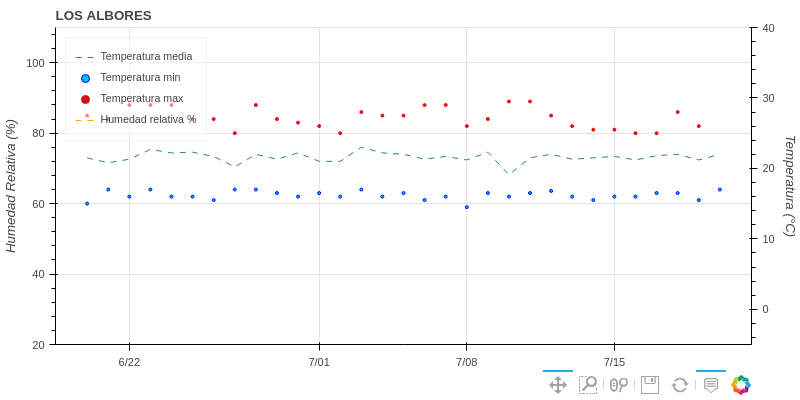 LOS ALBORES
Temperatura media
Temperatura min
Temperatura max
Humedad relativa %
Humedad Relativa (%)
100
80
60
40
20
40
30
20
10
0
Temperatura (°C)
6/22
7/01
7/08
7/15